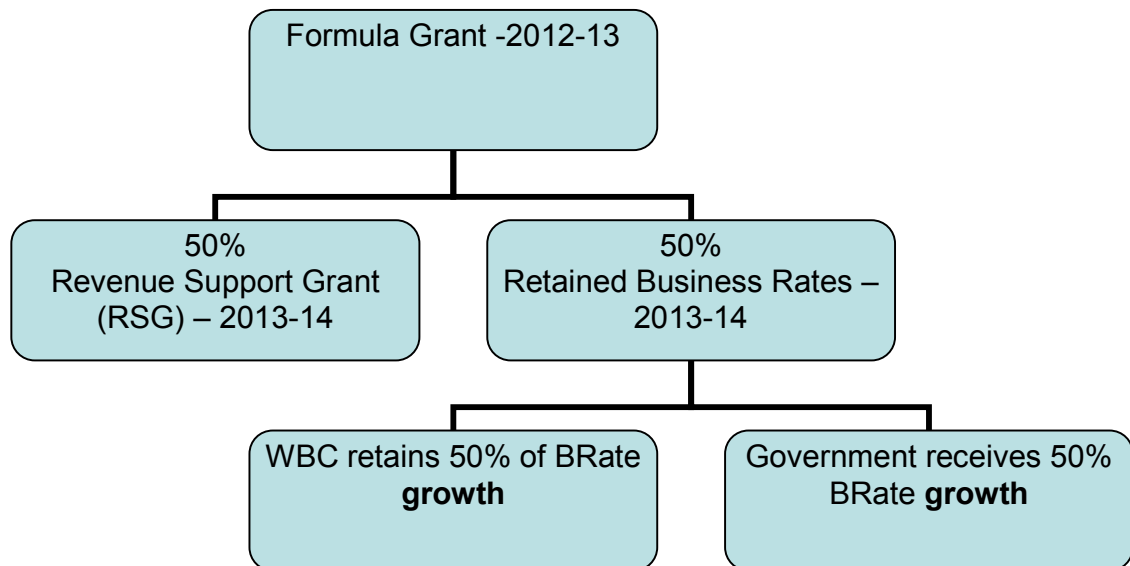 Formula Grant -2012-13
50%
Revenue Support Grant
(RSG) – 2013-14
50%
Retained Business Rates –
2013-14
WBC retains 50% of BRate
growth
Government receives 50%
BRate growth